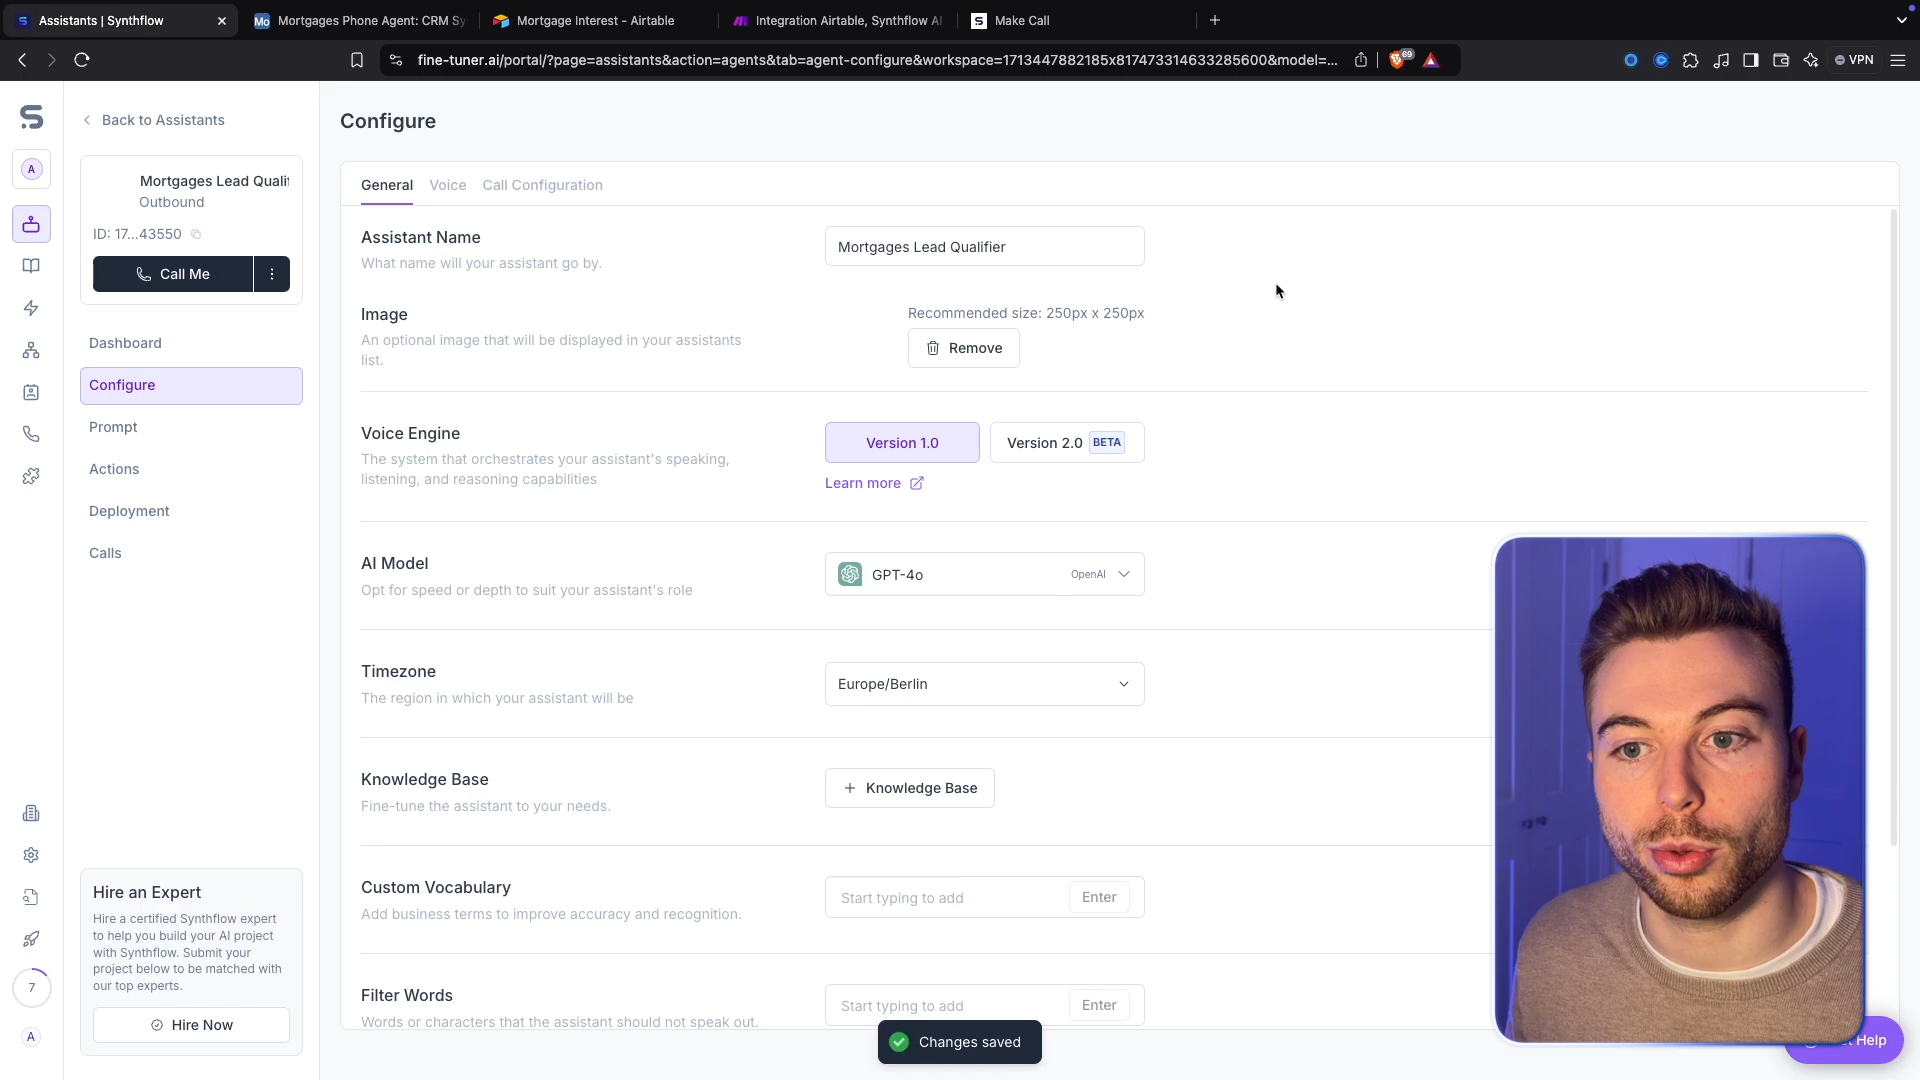 Assistants | Synthflow
Mortgages Phone Agent: CRM Sy
Mortgage Interest - Airtable
Integration Airtable, Synthflow AI
Make Call
fine-tuner.ai/portal/?page=assistants&action=agents&tab=agent-configure&workspace=1713447882185x817473314633285600&model=...
69
VPN
Back to Assistants
A
Mortgages Lead Qualif
Outbound
ID: 17...43550
Call Me
Dashboard
Configure
Prompt
Actions
Deployment
Calls
Hire an Expert
Hire a certified Synthflow expert
to help you build your AI project
with Synthflow. Submit your
project below to be matched with
our top experts.
Hire Now
7
A
Configure
General
Voice
Call Configuration
Assistant Name
What name will your assistant go by.
Mortgages Lead Qualifier
Image
An optional image that will be displayed in your assistants
list.
Recommended size: 250px x 250px
Remove
Voice Engine
The system that orchestrates your assistant's speaking,
listening, and reasoning capabilities
Version 1.0
Version 2.0 BETA
Learn more
AI Model
Opt for speed or depth to suit your assistant's role
GPT-4o
OpenAI
Timezone
The region in which your assistant will be
Europe/Berlin
Knowledge Base
Fine-tune the assistant to your needs.
Knowledge Base
Custom Vocabulary
Add business terms to improve accuracy and recognition.
Start typing to add
Enter
Filter Words
Words or characters that the assistant should not speak out.
Start typing to add
Enter
Changes saved
Help